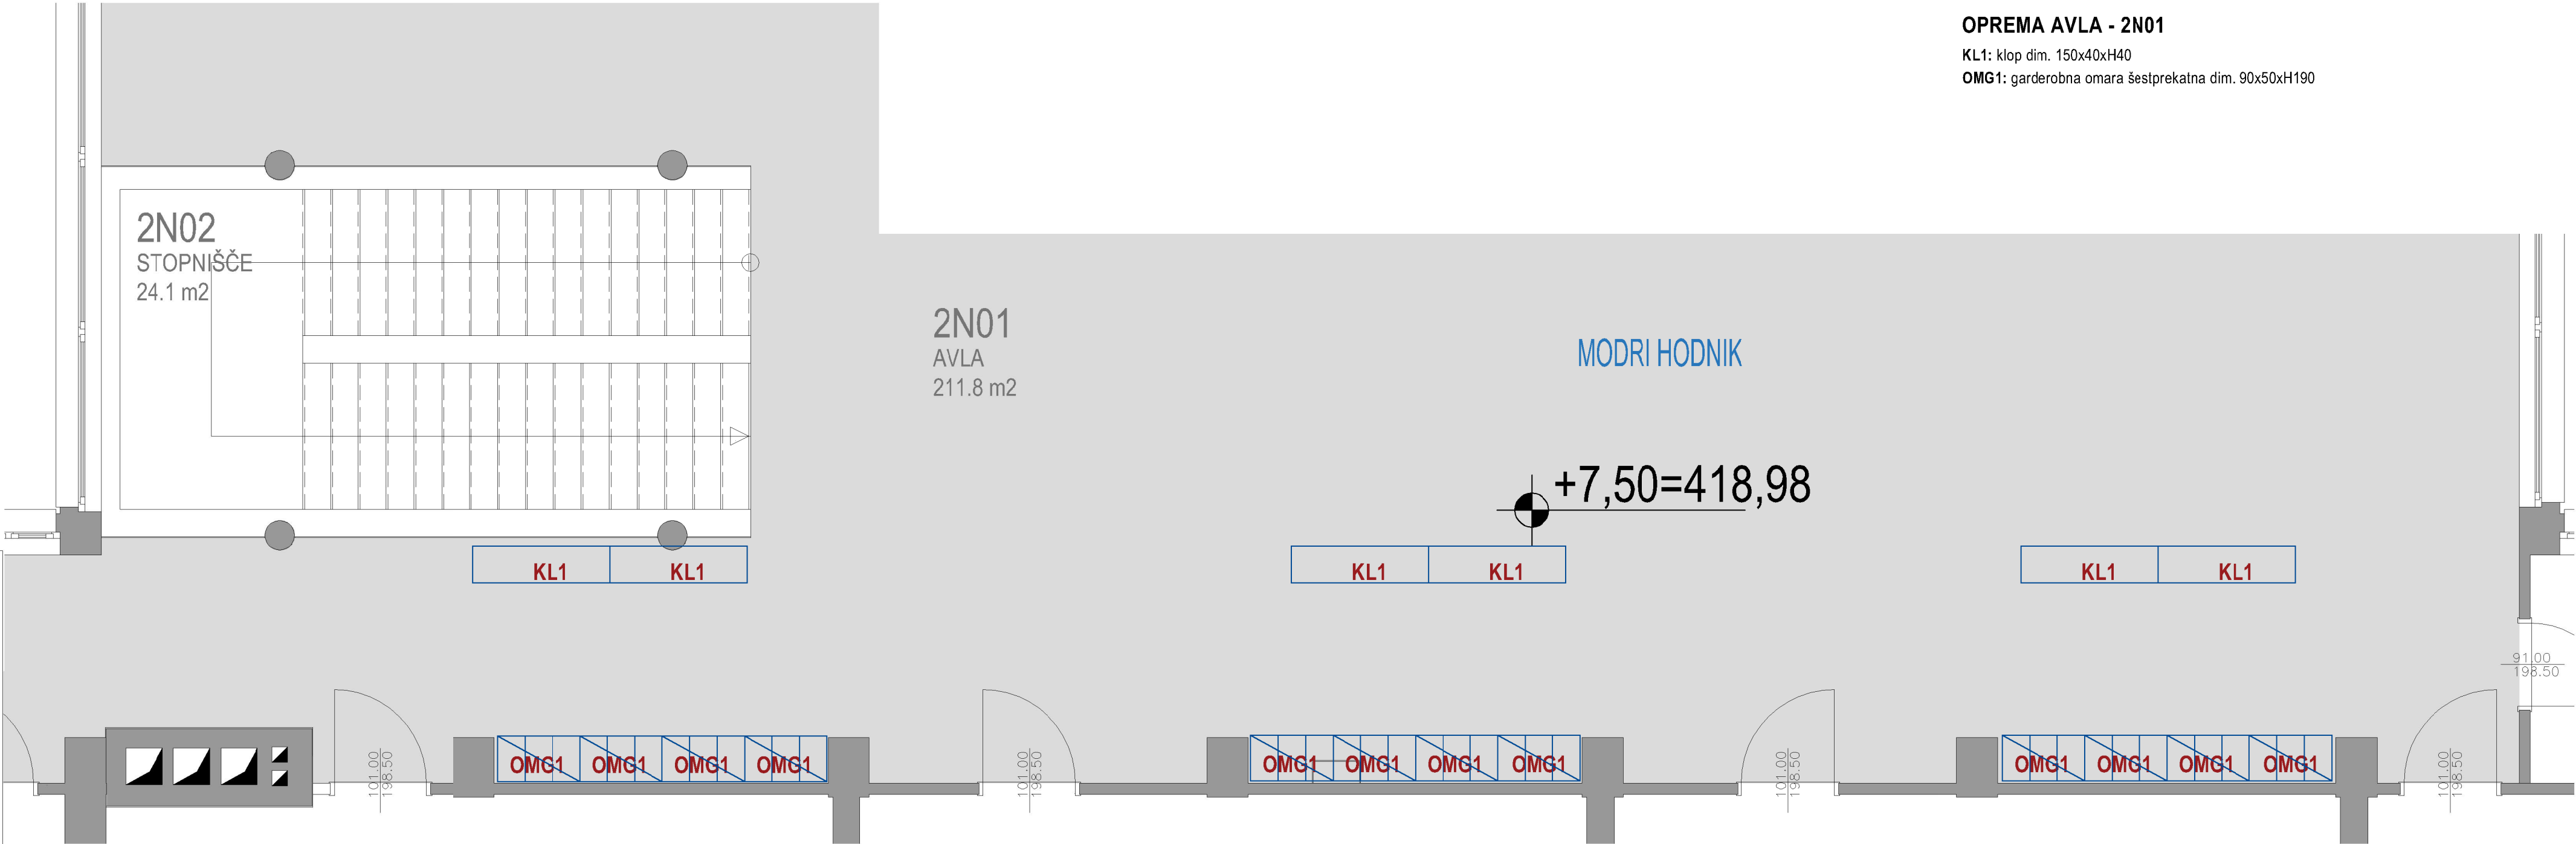 OPREMA AVLA - 2N01
KL1: klop dim. 150x40xH40
OMG1: garderobna omara šestprekatna dim. 90x50xH190
2N02
STOPNIŠČE
24.1 m2
2N01
AVLA
211.8 m2
MODRI HODNIK
+7,50=418,98
KL1 KL1 KL1 KL1 KL1 KL1
91.00
198.50
OMG1 OMG1 OMG1 OMG1 OMG1 OMG1 OMG1 OMG1 OMG1 OMG1 OMG1 OMG1
101.00
198.50
101.00
198.50
101.00
198.50
101.00
198.50